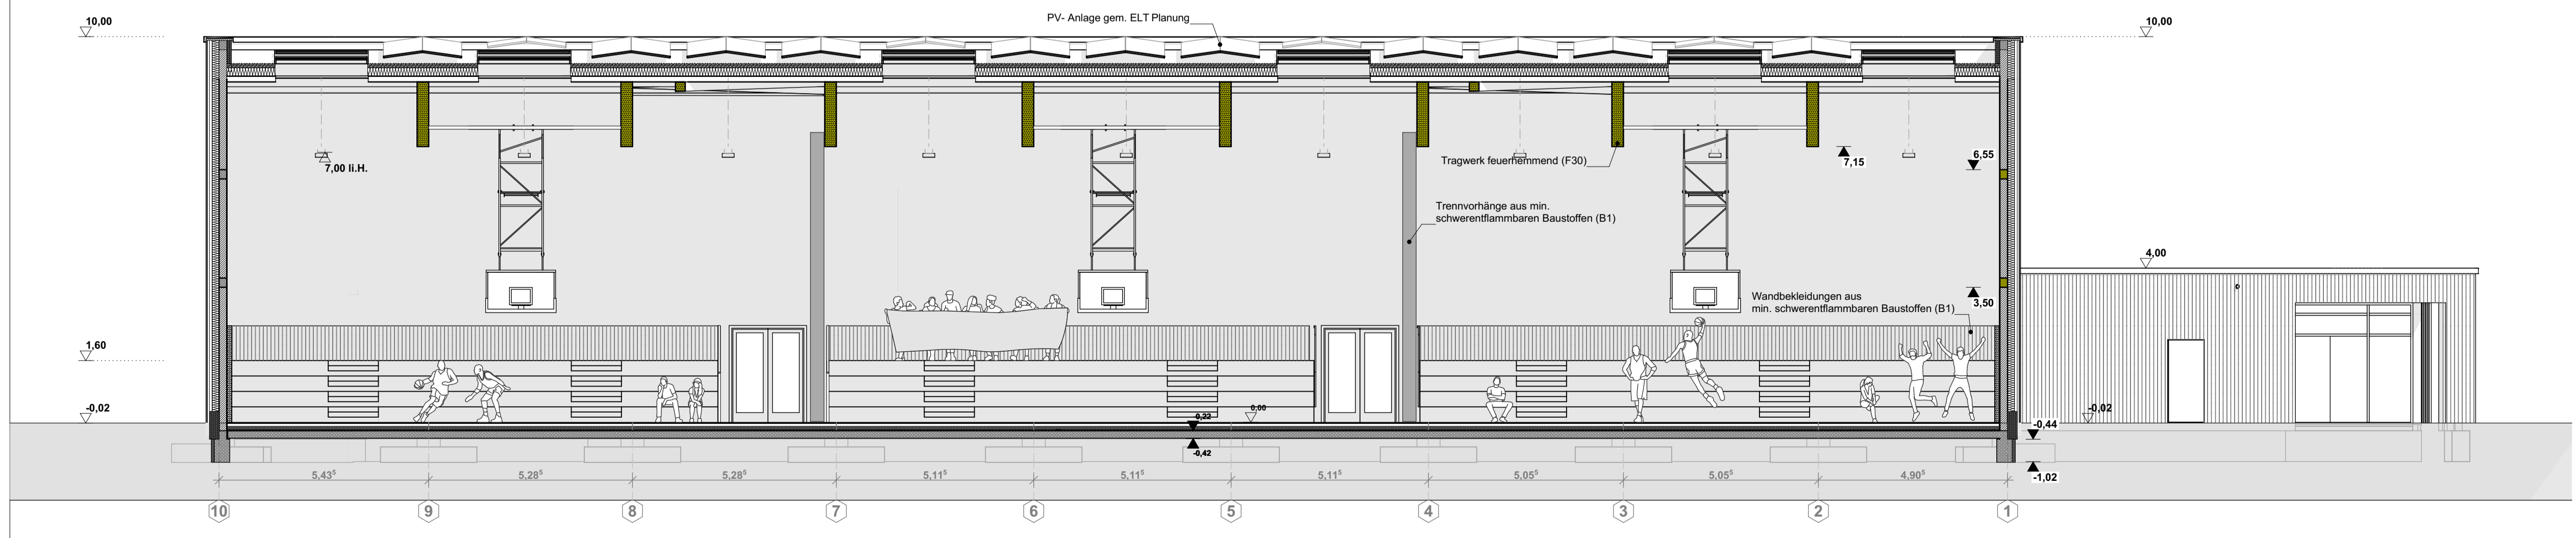 PV- Anlage gem. ELT Planung
10,00
10,00
7,00 li.H.
Tragwerk feuerhemmend (F30)
7,15
6,55
Trennvorhänge aus min.
schwerentflammbaren Baustoffen (B1)
4,00
Wandbekleidungen aus
min. schwerentflammbaren Baustoffen (B1)
3,50
1,60
-0,02
-0,22
0,00
-0,02
-0,44
-0,42
-1,02
5,43⁵ 5,28⁵ 5,28⁵ 5,11⁵ 5,11⁵ 5,11⁵ 5,05⁵ 5,05⁵ 4,90⁵
10 9 8 7 6 5 4 3 2 1